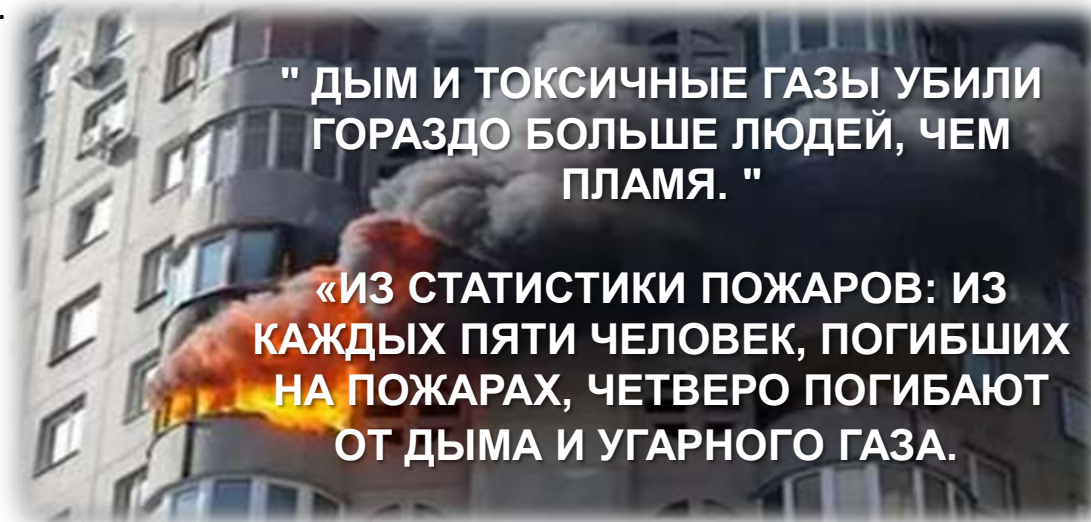 " ДЫМ И ТОКСИЧНЫЕ ГАЗЫ УБИЛИ
ГОРАЗДО БОЛЬШЕ ЛЮДЕЙ, ЧЕМ
ПЛАМЯ. "
«ИЗ СТАТИСТИКИ ПОЖАРОВ: ИЗ
КАЖДЫХ ПЯТИ ЧЕЛОВЕК, ПОГИБШИХ
НА ПОЖАРАХ, ЧЕТВЕРО ПОГИБАЮТ
ОТ ДЫМА И УГАРНОГО ГАЗА.